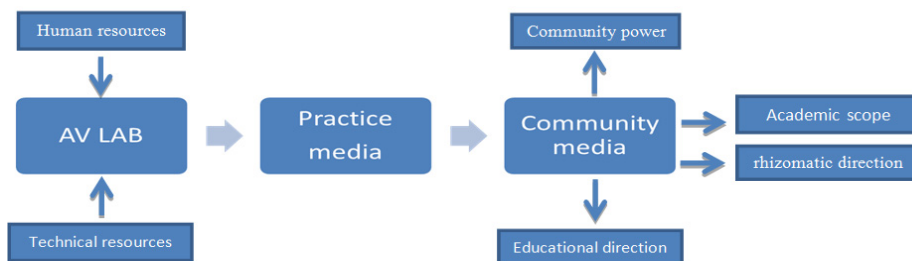 Human resources
Community power
AV LAB
Practice
media
Community
media
Academic scope
rhizomatic direction
Technical resources
Educational direction